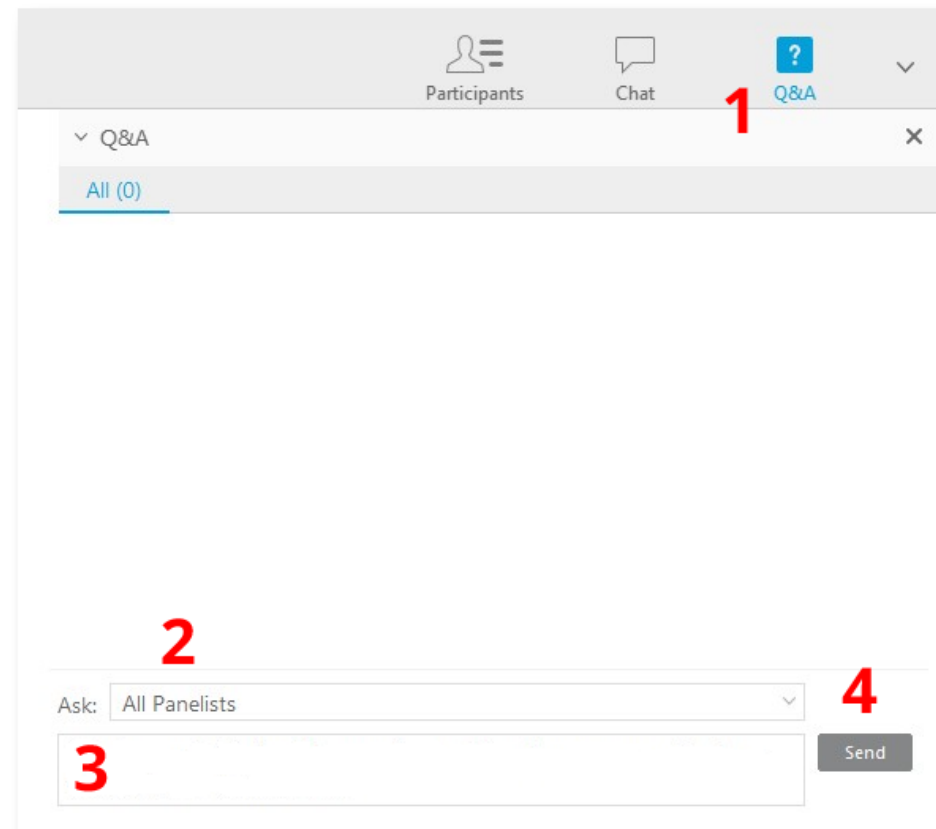 ?
Participants Chat Q&A
1
Q&A
All (0)
2
Ask: All Panelists
4
3
Send